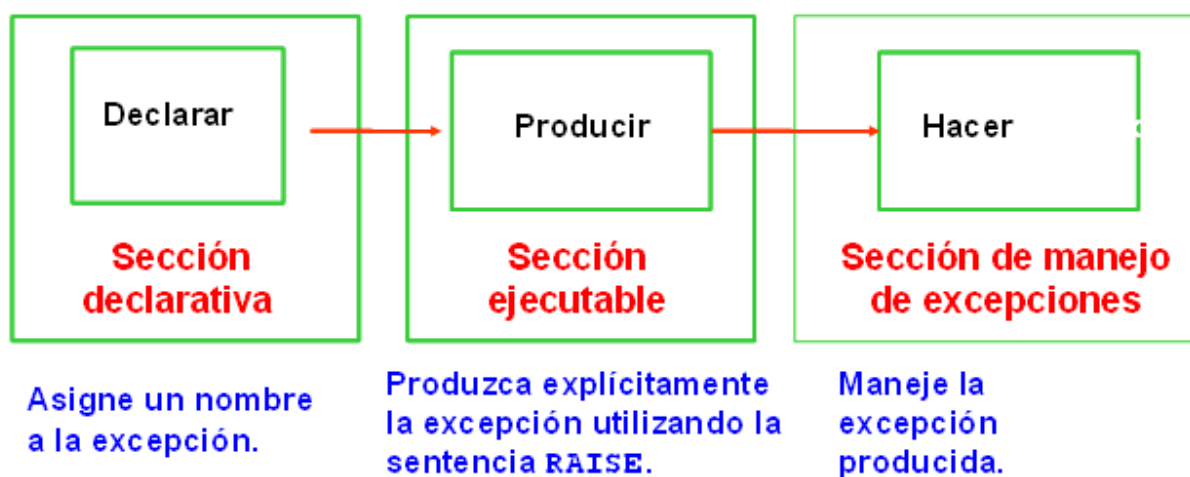 Declarar
Producir
Hacer
Sección
declarativa
Sección
ejecutable
Sección de manejo
de excepciones
Asigne un nombre
a la excepción.
Produzca explícitamente
la excepción utilizando la
sentencia RAISE.
Maneje la
excepción
producida.